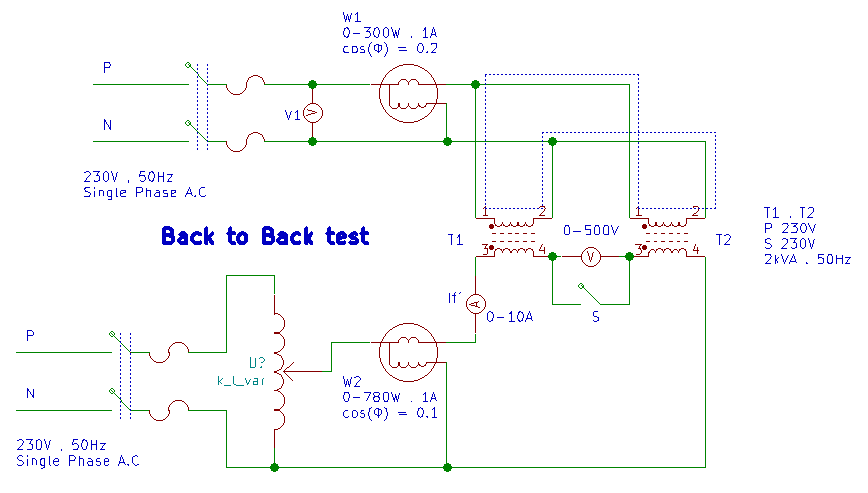 W1
0-300W . 1A
cos(Φ) = 0.2
P
V1
V
N
230V , 50Hz
Single Phase A.C
Back to Back test
1
2
1
2
T1 . T2
P 230V
S 230V
2kVA . 50Hz
T1
0-500V
T2
3
4
V
3
4
If'
A
0-10A
S
P
U?
k_l_var
N
W2
0-780W . 1A
cos(Φ) = 0.1
230V , 50Hz
Single Phase A.C